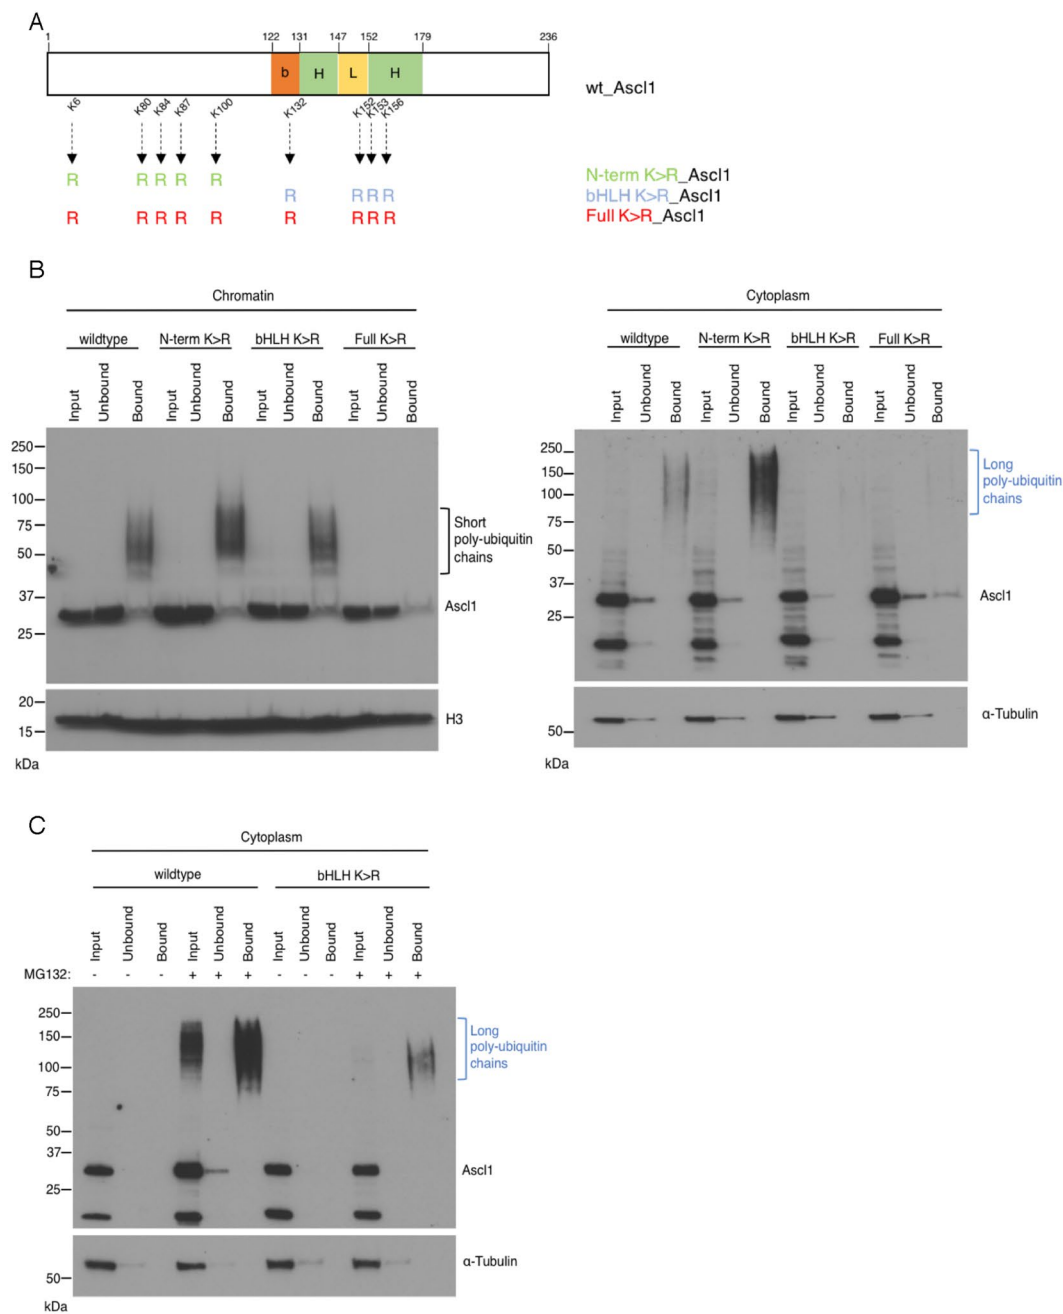 A
1 122 131 147 152 179 236
b H L H
wt_Ascl1
K6 K80 K84 K87 K100 K132 K152 K153 K156
R R R R R
N-term K>R_Ascl1
R R R R
bHLH K>R_Ascl1
R R R R R R R R R
Full K>R_Ascl1
B
Chromatin
wildtype N-term K>R bHLH K>R Full K>R
Input Unbound Bound Input Unbound Bound Input Unbound Bound Input Unbound Bound
250
150
100
75
50
37
25
Short
poly-ubiquitin
chains
Ascl1
20
15
H3
kDa
Cytoplasm
wildtype N-term K>R bHLH K>R Full K>R
Input Unbound Bound Input Unbound Bound Input Unbound Bound Input Unbound Bound
250
150
100
75
50
37
25
Long
poly-ubiquitin
chains
Ascl1
α-Tubulin
50
kDa
C
Cytoplasm
wildtype bHLH K>R
Input Unbound Bound Input Unbound Bound Input Unbound Bound Input Unbound Bound
MG132: - - - + + + - - - + + +
250
150
100
75
50
37
25
Long
poly-ubiquitin
chains
Ascl1
α-Tubulin
50
kDa